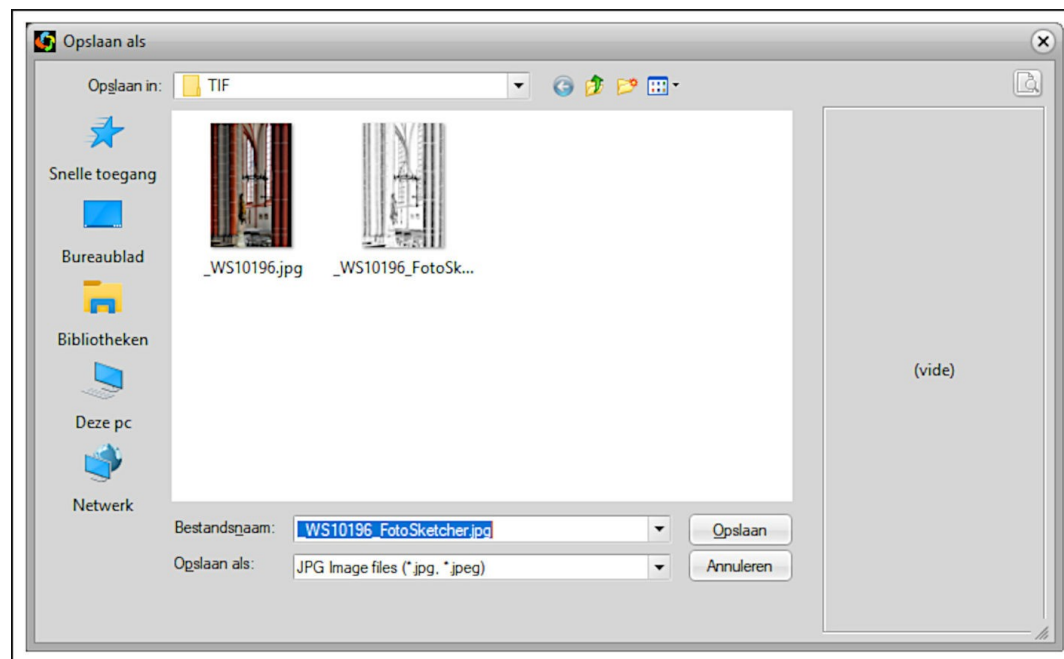 Opslaan als
Opslaan in:
TIF
Snelle toegang
Bureaublad
Bibliotheken
Deze pc
Netwerk
_WS10196.jpg
_WS10196_FotoSk...
(vide)
Bestandsnaam:
_WS10196_FotoSketcher.jpg
Opslaan
Opslaan als:
JPG Image files (*.jpg, *.jpeg)
Annuleren